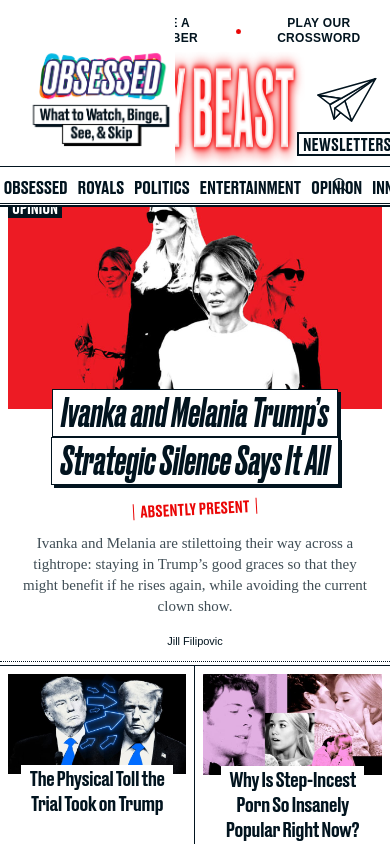 PLAY OUR
CROSSWORD
OBSESSED
What to Watch, Binge,
See, & Skip
BEAST
NEWSLETTERS
OBSESSED ROYALS POLITICS ENTERTAINMENT OPINION
OPINION
Ivanka and Melania Trump’s
Strategic Silence Says It All
ABSENTLY PRESENT
Ivanka and Melania are stilettoing their way across a
tightrope: staying in Trump’s good graces so that they
might benefit if he rises again, while avoiding the current
clown show.
Jill Filipovic
The Physical Toll the
Trial Took on Trump
Why Is Step-Incest
Porn So Insanely
Popular Right Now?